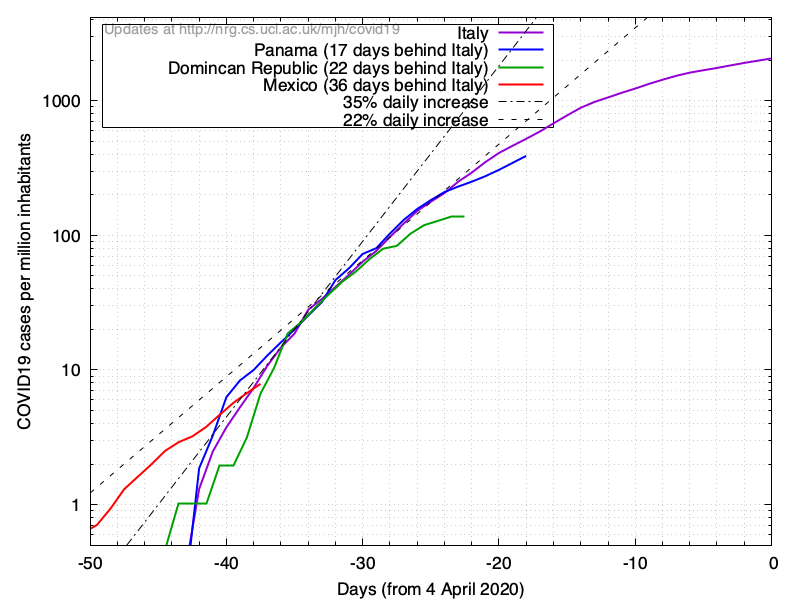 Updates at http://nrg.cs.ucl.ac.uk/mjh/covid19
Italy
Panama (17 days behind Italy)
Domincan Republic (22 days behind Italy)
Mexico (36 days behind Italy)
35% daily increase
22% daily increase
1000
100
10
1
COVID19 cases per million inhabitants
-50
-40
-30
-20
-10
0
Days (from 4 April 2020)